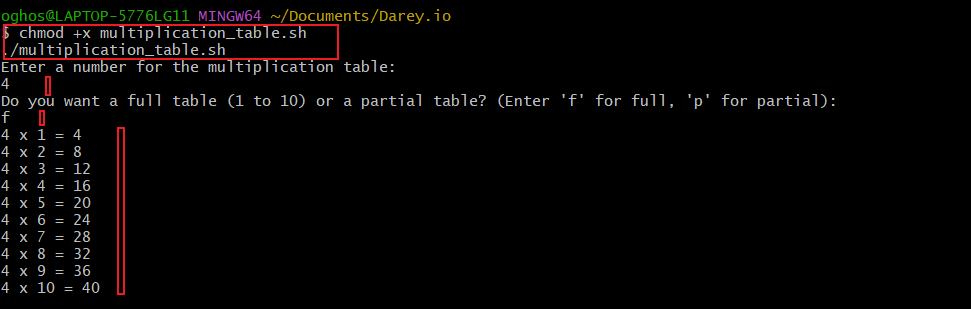 oghos@LAPTOP-5776LG11 MINGW64 ~/Documents/Darey.io
$ chmod +x multiplication_table.sh
./multiplication_table.sh
Enter a number for the multiplication table:
4
Do you want a full table (1 to 10) or a partial table? (Enter 'f' for full, 'p' for partial):
f
4 x 1 = 4
4 x 2 = 8
4 x 3 = 12
4 x 4 = 16
4 x 5 = 20
4 x 6 = 24
4 x 7 = 28
4 x 8 = 32
4 x 9 = 36
4 x 10 = 40